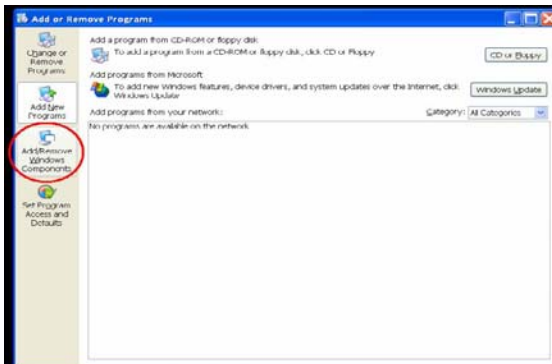 Add or Remove Programs
Change or
Remove
Programs
Add New
Programs
Add/Remove
Windows
Components
Set Program
Access and
Defaults
Add a program from CD-ROM or floppy disk
To add a program from a CD-ROM or floppy disk, click CD or Floppy
CD or Floppy
Add programs from Microsoft
To add new Windows features, device drivers, and system updates over the Internet, click
Windows Update
Windows Update
Add programs from your network:
Category:
All Categories
No programs are available on the network